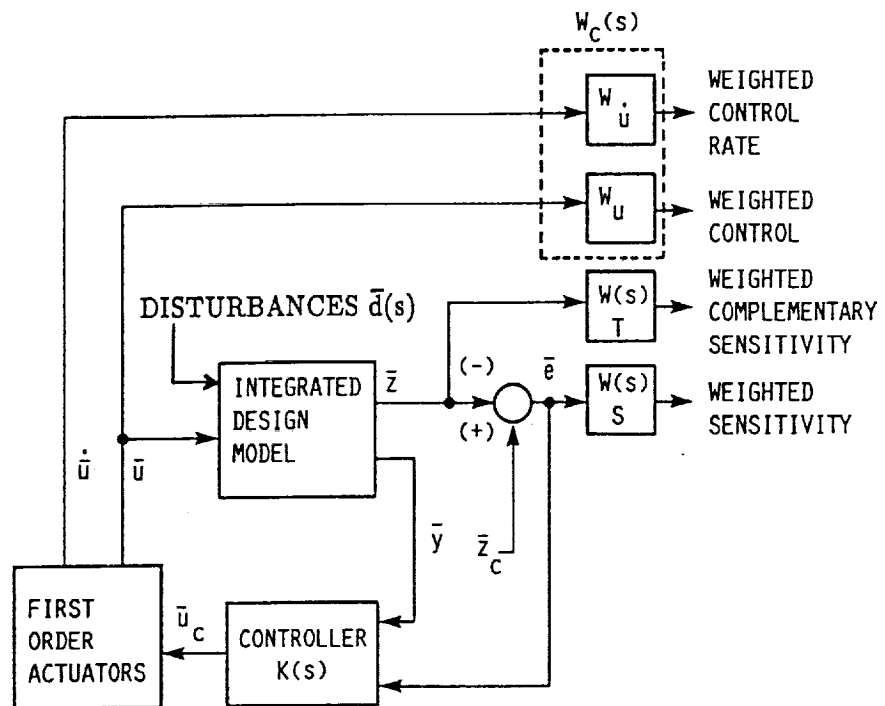 W_c(s)
W_u̇
WEIGHTED
CONTROL
RATE
W_u
WEIGHTED
CONTROL
DISTURBANCES d̄(s)
W(s)
T
WEIGHTED
COMPLEMENTARY
SENSITIVITY
INTEGRATED
DESIGN
MODEL
z̄
(-)
(+)
ē
W(s)
S
WEIGHTED
SENSITIVITY
ū̇
ū
ȳ
z̄_c
FIRST
ORDER
ACTUATORS
ū_c
CONTROLLER
K(s)